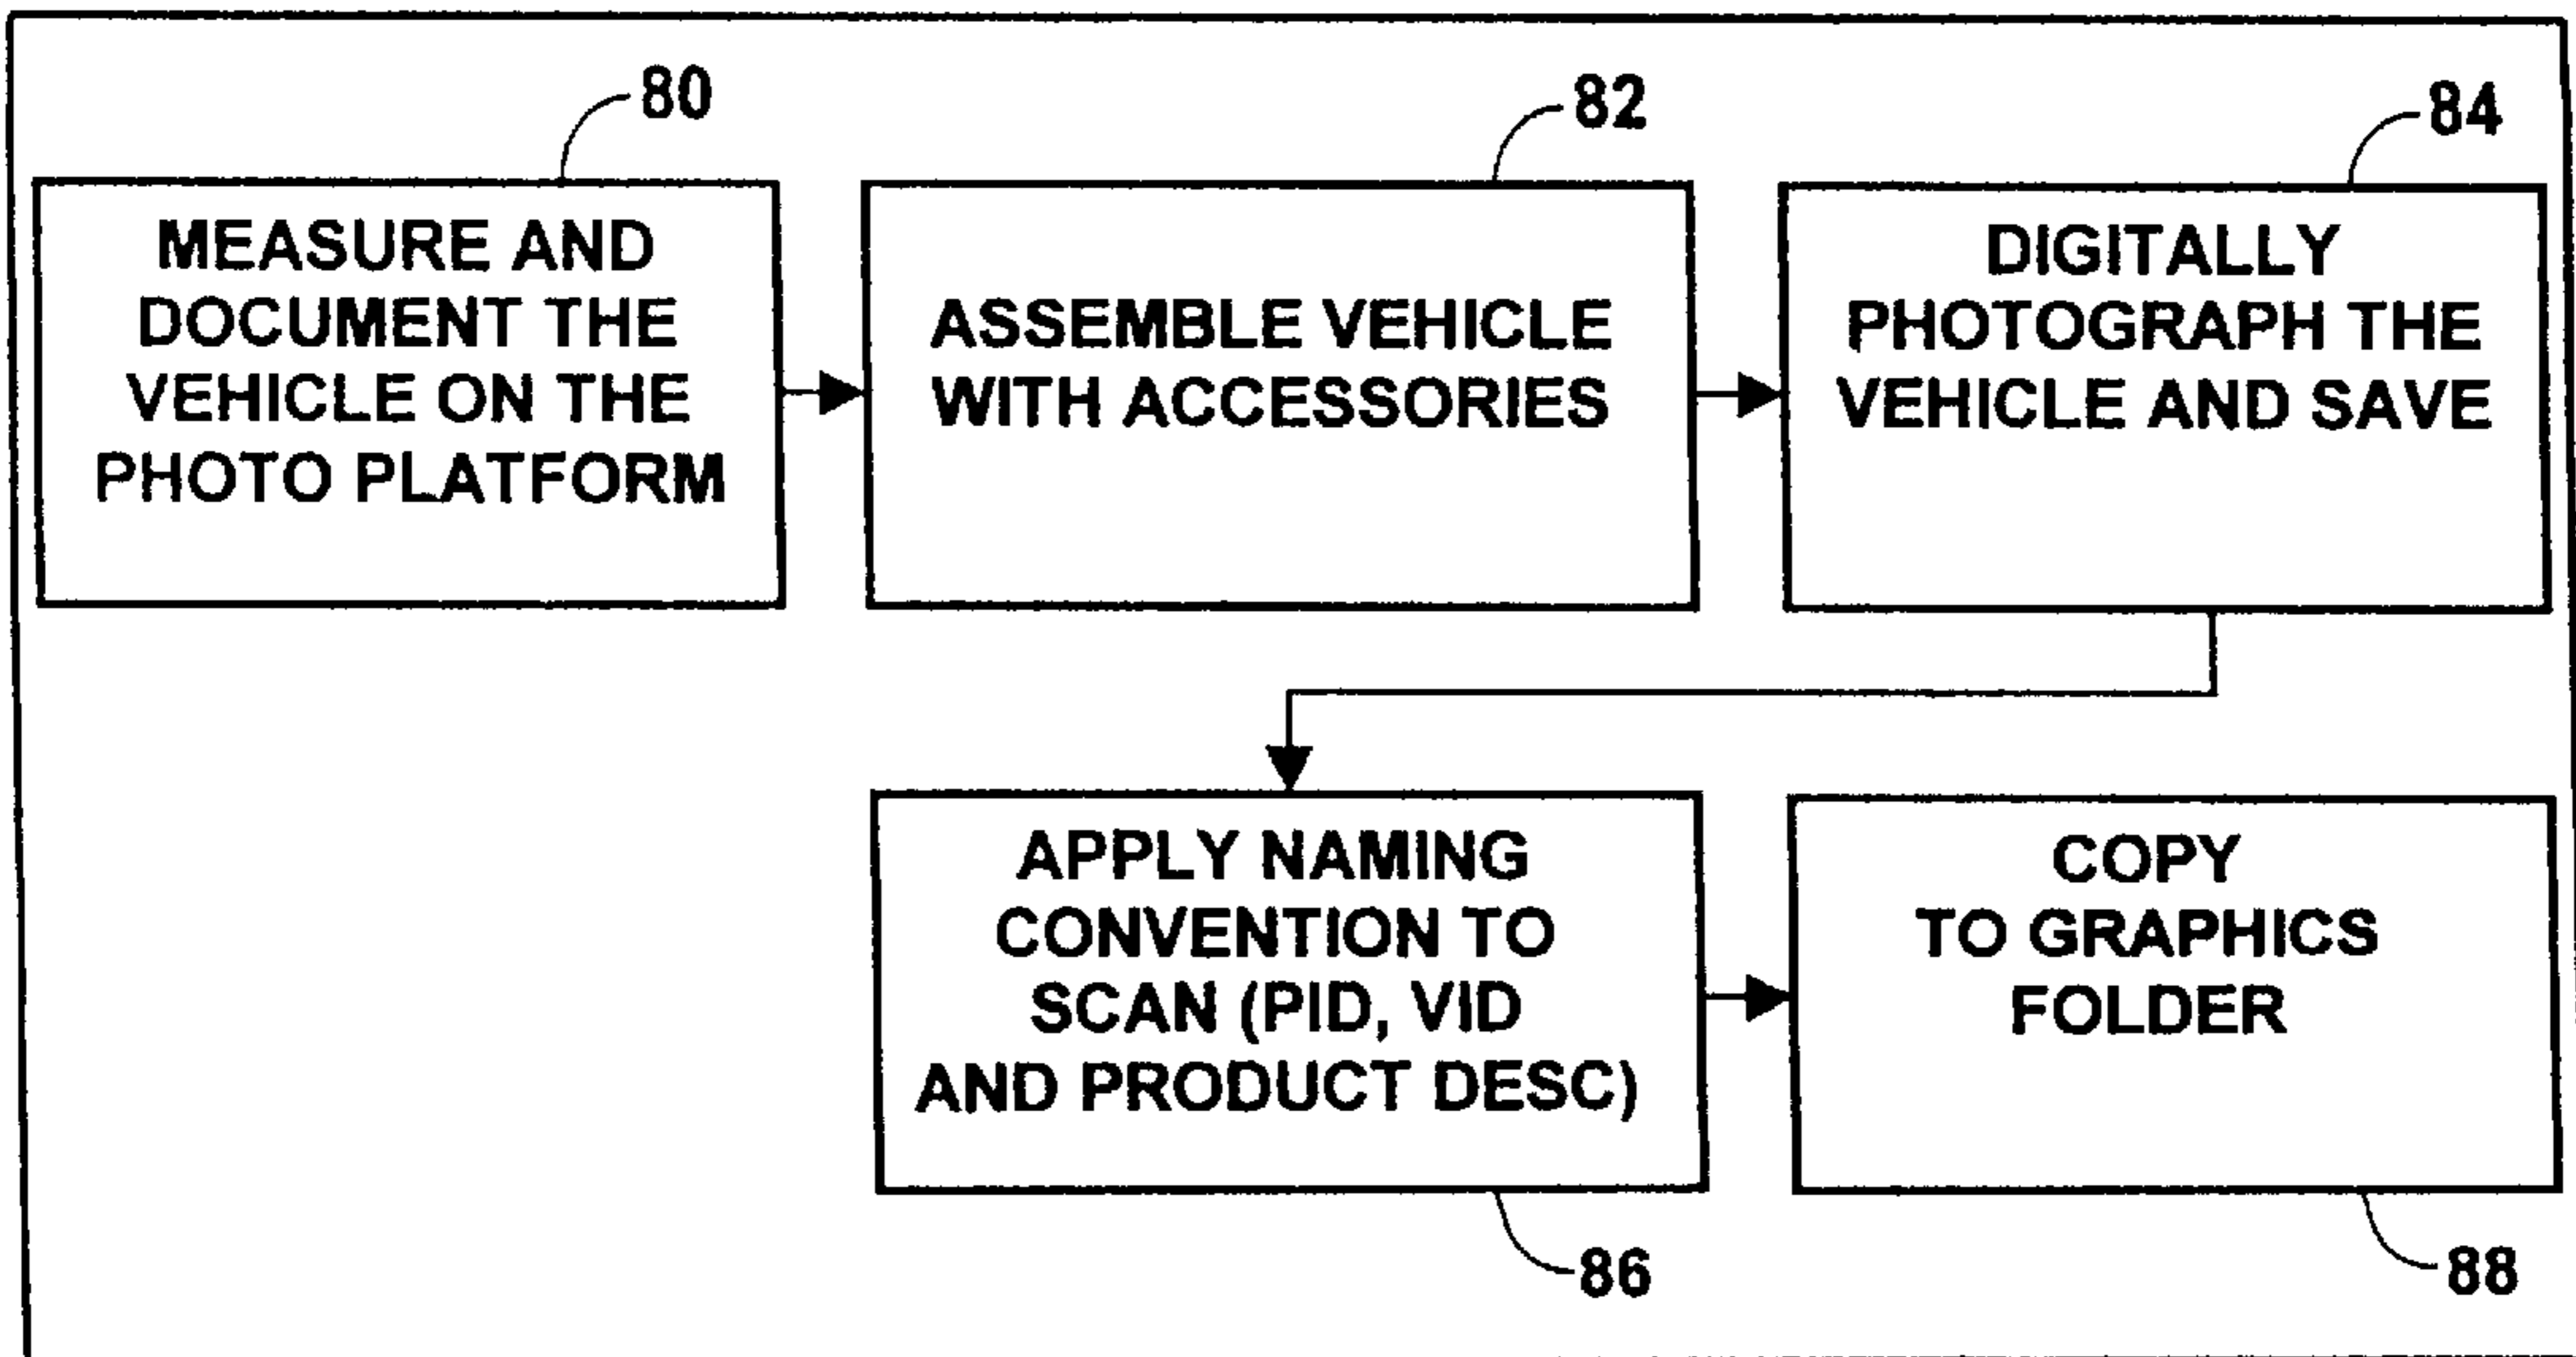 80
MEASURE AND
DOCUMENT THE
VEHICLE ON THE
PHOTO PLATFORM
82
ASSEMBLE VEHICLE
WITH ACCESSORIES
84
DIGITALLY
PHOTOGRAPH THE
VEHICLE AND SAVE
APPLY NAMING
CONVENTION TO
SCAN (PID, VID
AND PRODUCT DESC)
86
COPY
TO GRAPHICS
FOLDER
88